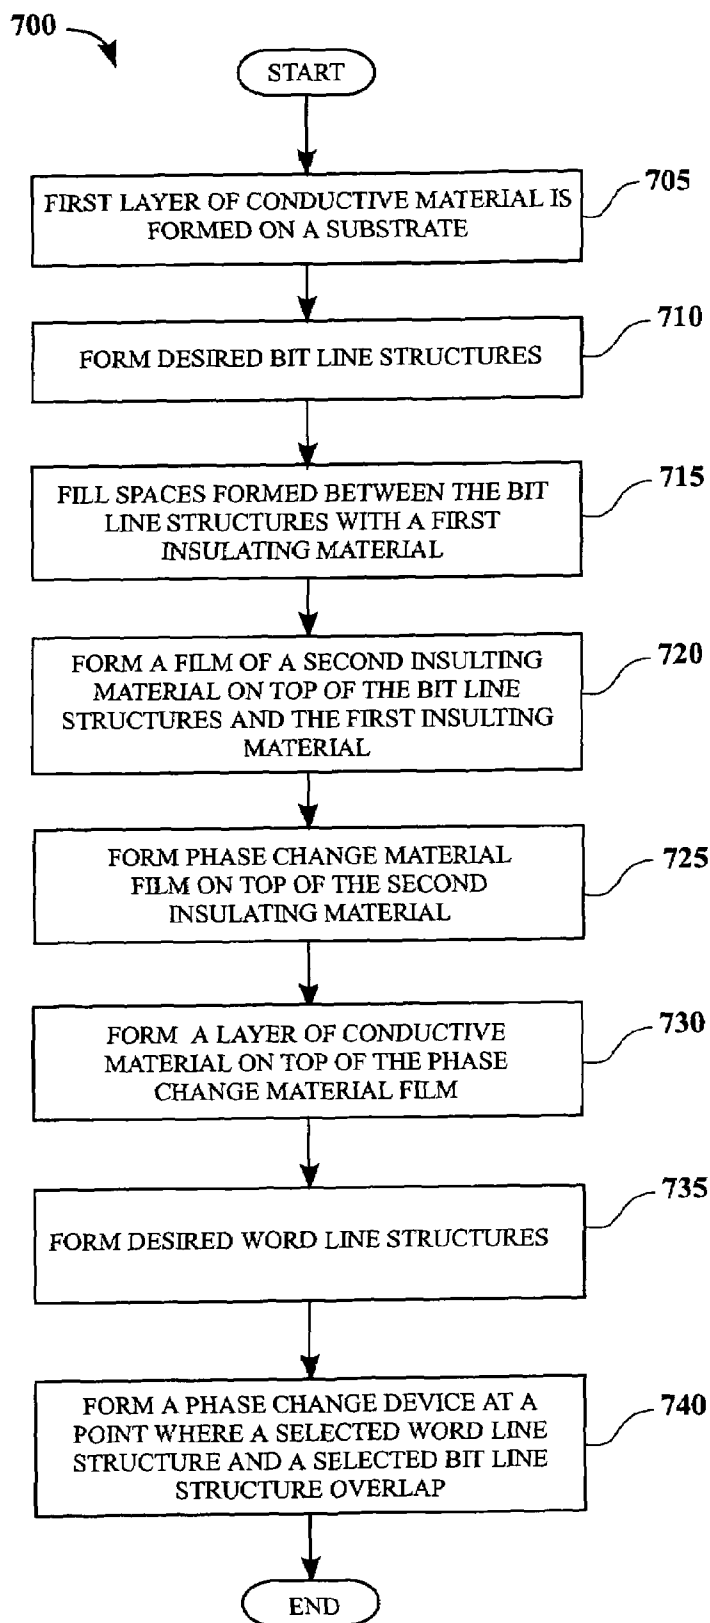 700
START
705
FIRST LAYER OF CONDUCTIVE MATERIAL IS
FORMED ON A SUBSTRATE
710
FORM DESIRED BIT LINE STRUCTURES
715
FILL SPACES FORMED BETWEEN THE BIT
LINE STRUCTURES WITH A FIRST
INSULATING MATERIAL
720
FORM A FILM OF A SECOND INSULTING
MATERIAL ON TOP OF THE BIT LINE
STRUCTURES AND THE FIRST INSULTING
MATERIAL
725
FORM PHASE CHANGE MATERIAL
FILM ON TOP OF THE SECOND
INSULATING MATERIAL
730
FORM A LAYER OF CONDUCTIVE
MATERIAL ON TOP OF THE PHASE
CHANGE MATERIAL FILM
735
FORM DESIRED WORD LINE STRUCTURES
740
FORM A PHASE CHANGE DEVICE AT A
POINT WHERE A SELECTED WORD LINE
STRUCTURE AND A SELECTED BIT LINE
STRUCTURE OVERLAP
END